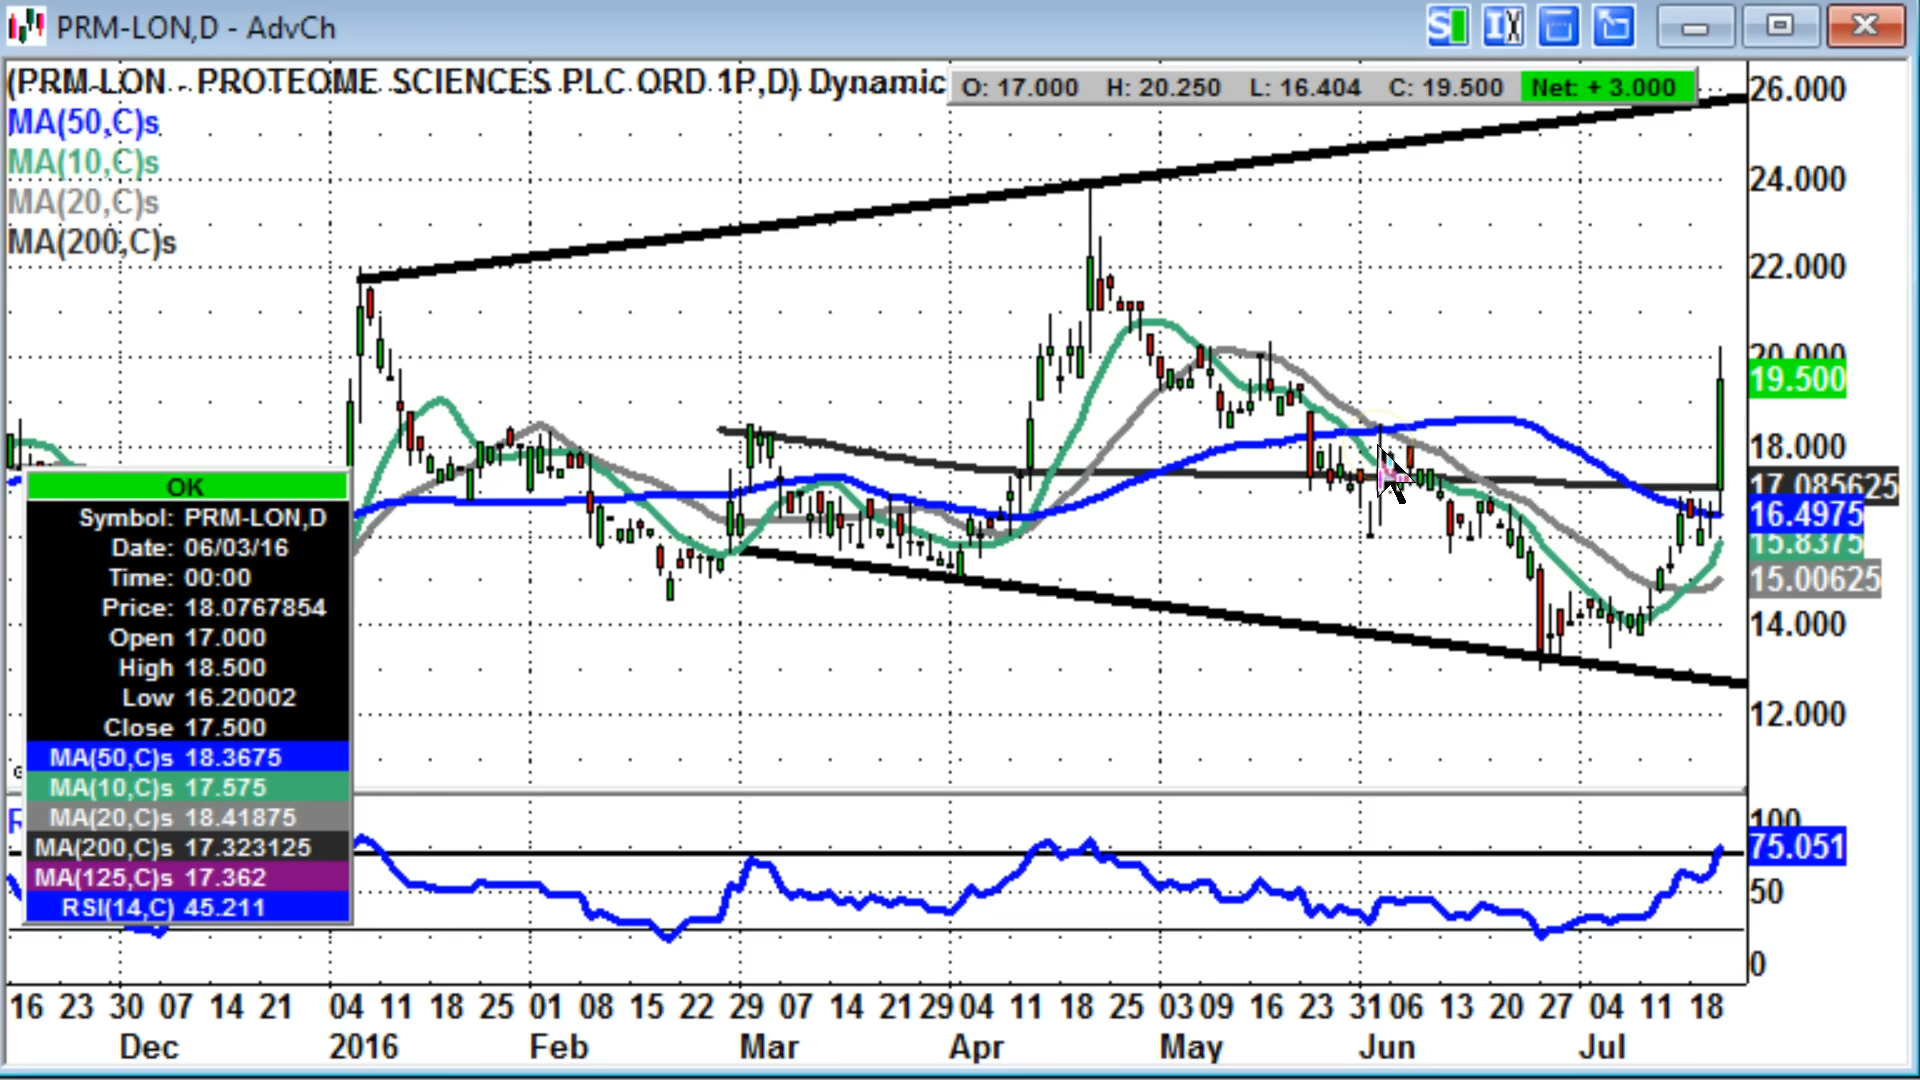 PRM-LON,D - AdvCh
(PRM-LON - PROTEOME SCIENCES PLC ORD 1P,D) Dynamic
O: 17.000 H: 20.250 L: 16.404 C: 19.500 Net: + 3.000
MA(50,C)s
MA(10,C)s
MA(20,C)s
MA(200,C)s
26.000
24.000
22.000
20.000
19.500
18.000
17.085625
16.4975
15.8375
15.00625
14.000
12.000
OK
Symbol: PRM-LON,D
Date: 06/03/16
Time: 00:00
Price: 18.0767854
Open 17.000
High 18.500
Low 16.20002
Close 17.500
MA(50,C)s 18.3675
MA(10,C)s 17.575
MA(20,C)s 18.41875
MA(200,C)s 17.323125
MA(125,C)s 17.362
RSI(14,C) 45.211
100
75.051
50
0
16 23 30 07 14 21 04 11 18 25 01 08 15 22 29 07 14 21 29 04 11 18 25 03 09 16 23 31 06 13 20 27 04 11 18
Dec 2016 Feb Mar Apr May Jun Jul